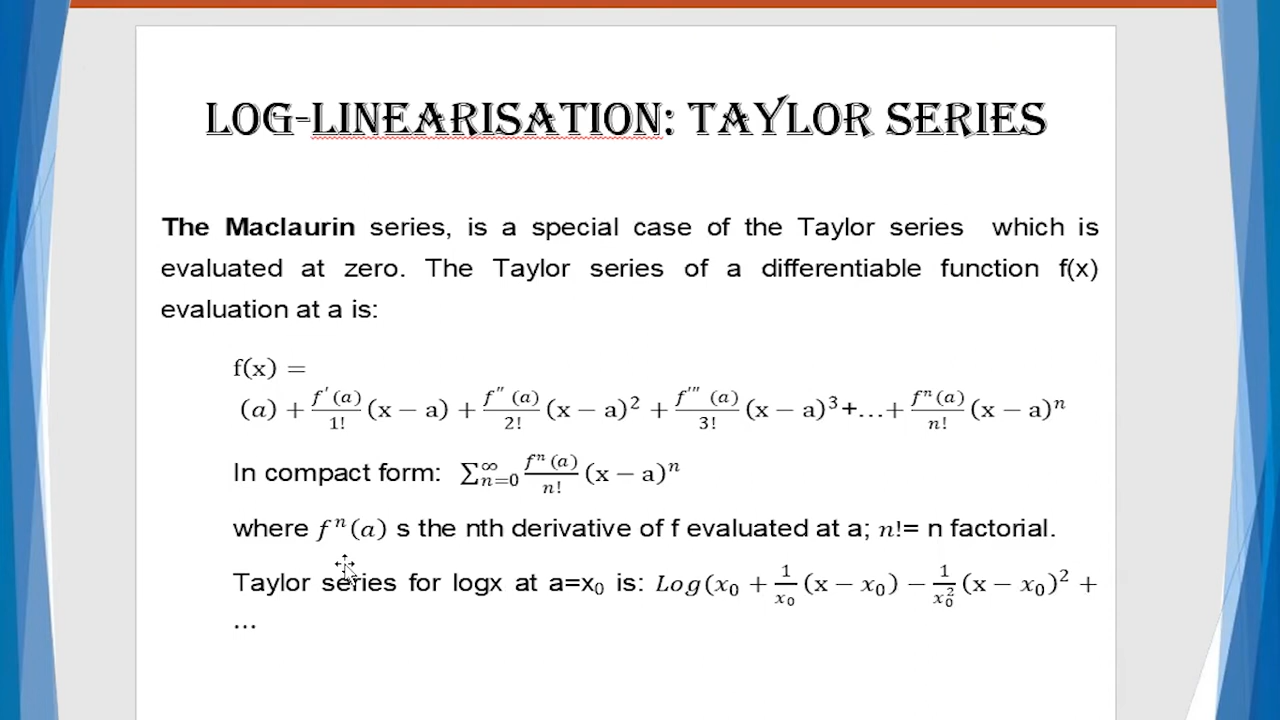 LOG-LINEARISATION: TAYLOR SERIES
The Maclaurin series, is a special case of the Taylor series which is
evaluated at zero. The Taylor series of a differentiable function f(x)
evaluation at a is:
f(x) =
(a) + f′(a)/1! (x − a) + f″(a)/2! (x − a)² + f‴(a)/3! (x − a)³+...+ fⁿ(a)/n! (x − a)ⁿ
In compact form: ∑_{n=0}^{∞} fⁿ(a)/n! (x − a)ⁿ
where fⁿ(a) s the nth derivative of f evaluated at a; n!= n factorial.
Taylor series for logx at a=x₀ is: Log(x₀ + 1/x₀ (x − x₀) − 1/x₀² (x − x₀)² +
...